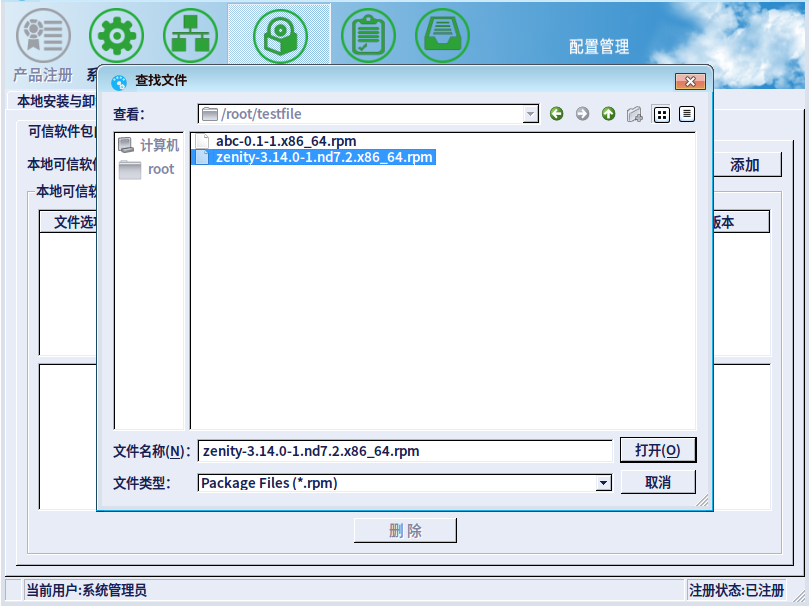 产品注册
配置管理
查找文件
本地安装与卸
查看:
/root/testfile
可信软件包
计算机
abc-0.1-1.x86_64.rpm
root
zenity-3.14.0-1.nd7.2.x86_64.rpm
本地可信软
添加
本地可信软
文件选
版本
文件名称(N):
zenity-3.14.0-1.nd7.2.x86_64.rpm
打开(O)
文件类型:
Package Files (*.rpm)
取消
删 除
当前用户:系统管理员
注册状态:已注册